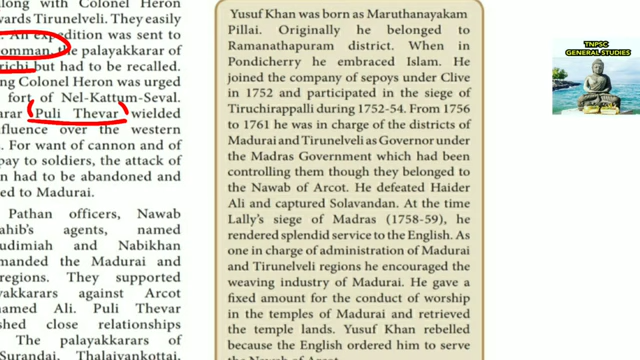 along with Colonel Heron
towards Tirunelveli. They easily
. An expedition was sent to
omman, the palayakkarar of
richi but had to be recalled.
ng Colonel Heron was urged
fort of Nel-Kattum-Seval.
arar Puli Thevar wielded
fluence over the western
s. For want of cannon and of
pay to soldiers, the attack of
n had to be abandoned and
ed to Madurai.
Pathan officers, Nawab
ahib's agents, named
udimiah and Nabikhan
manded the Madurai and
regions. They supported
yakkarars against Arcot
named Ali. Puli Thevar
shed close relationships
The palayakkarars of
Surandai, Thalaivankottai,
Yusuf Khan was born as Maruthanayakam
Pillai. Originally he belonged to
Ramanathapuram district. When in
Pondicherry he embraced Islam. He
joined the company of sepoys under Clive
in 1752 and participated in the siege of
Tiruchirappalli during 1752-54. From 1756
to 1761 he was in charge of the districts of
Madurai and Tirunelveli as Governor under
the Madras Government which had been
controlling them though they belonged to
the Nawab of Arcot. He defeated Haider
Ali and captured Solavandan. At the time
Lally's siege of Madras (1758-59), he
rendered splendid service to the English. As
one in charge of administration of Madurai
and Tirunelveli regions he encouraged the
weaving industry of Madurai. He gave a
fixed amount for the conduct of worship
in the temples of Madurai and retrieved
the temple lands. Yusuf Khan rebelled
because the English ordered him to serve
the Nawab of Arcot.
TNPSC
GENERAL STUDIES